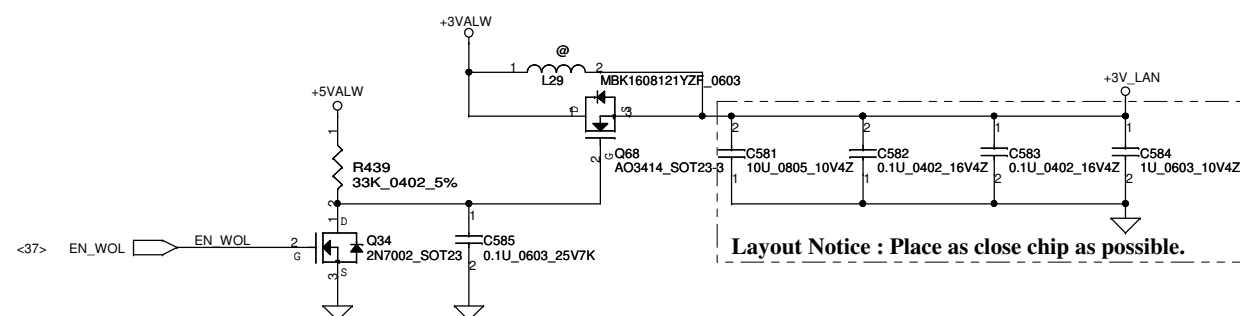 +3VALW
@
1
2
L29
MBK1608121YZF_0603
+3V_LAN
+5VALW
1
D
S
3
1
R439
33K_0402_5%
2
G
2
Q68
AO3414_SOT23-3
2
C581
10U_0805_10V4Z
1
2
C582
0.1U_0402_16V4Z
1
1
C583
0.1U_0402_16V4Z
2
1
C584
1U_0603_10V4Z
2
1
D
<37>
EN_WOL
EN_WOL
2
G
Q34
2N7002_SOT23
3
S
1
C585
0.1U_0603_25V7K
2
Layout Notice : Place as close chip as possible.